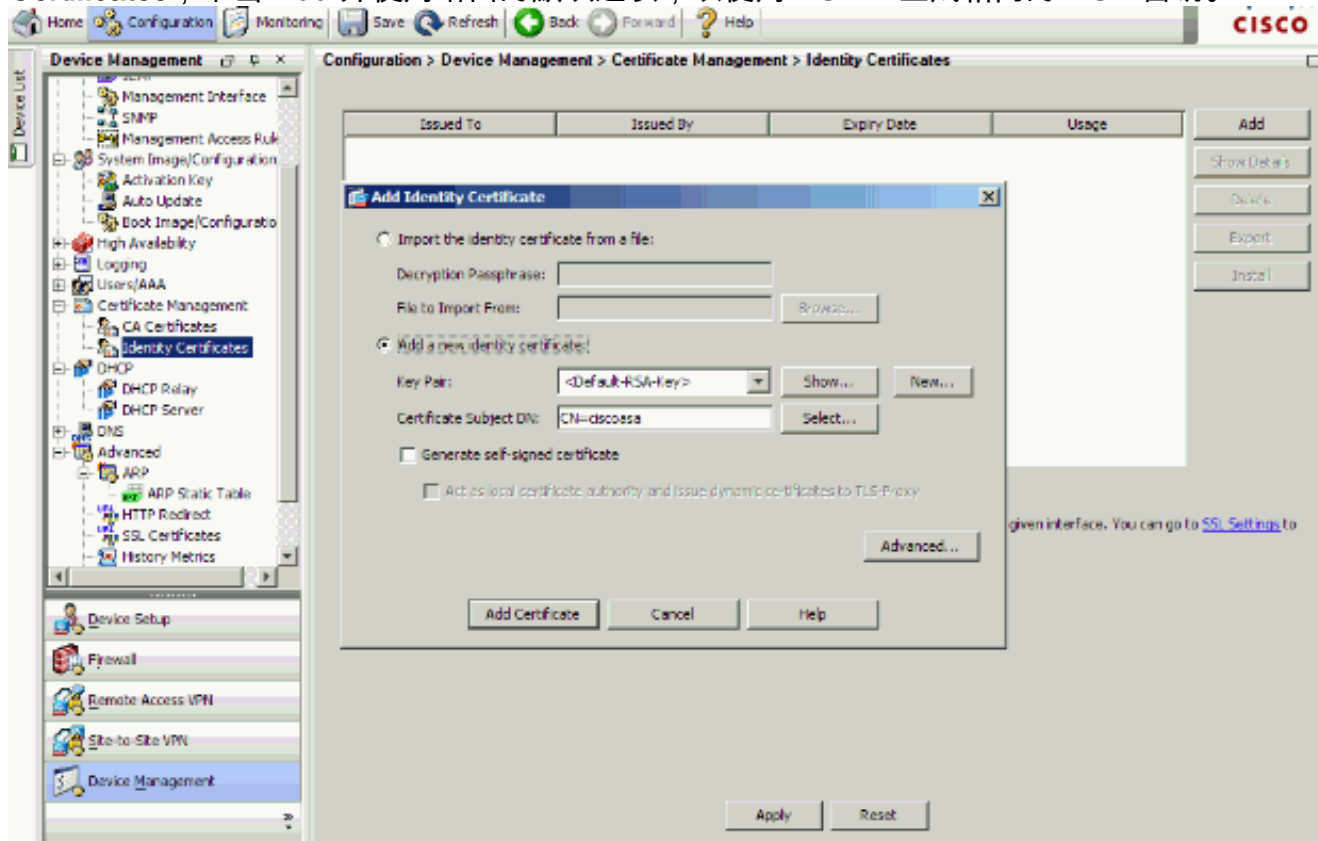 Home Configuration Monitoring Save Refresh Back Forward Help
CISCO
Device List
Device Management
Configuration > Device Management > Certificate Management > Identity Certificates
Management Interface
SNMP
Management Access Rule
System Image/Configuration
Activation Key
Auto Update
Boot Image/Configuratio
High Availability
Logging
Users/AAA
Certificate Management
CA Certificates
Identity Certificates
DHCP
DHCP Relay
DHCP Server
DNS
Advanced
ARP
ARP Static Table
HTTP Redirect
SSL Certificates
History Metrics
Device Setup
Firewall
Remote Access VPN
Site-to-Site VPN
Device Management
Issued To Issued By Expiry Date Usage
Add
Show Details
Delete
Export
Install
Add Identity Certificate
Import the identity certificate from a file:
Decryption Passphrase:
File to Import From: Browse...
Add a new identity certificate:
Key Pair: <Default-RSA-Key> Show... New...
Certificate Subject DN: CN=ciscoasa Select...
Generate self-signed certificate
Act as local certificate authority and issue dynamic certificates to TLS-Proxy
Advanced...
Add Certificate Cancel Help
given interface. You can go to SSL Settings to
Apply Reset